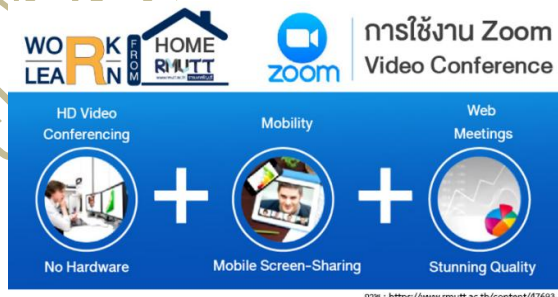 WORK
LEARN
FROM
HOME
RMUTT
zoom
การใช้งาน Zoom
Video Conference
HD Video
Conferencing
Mobility
Web
Meetings
No Hardware
Mobile Screen-Sharing
Stunning Quality